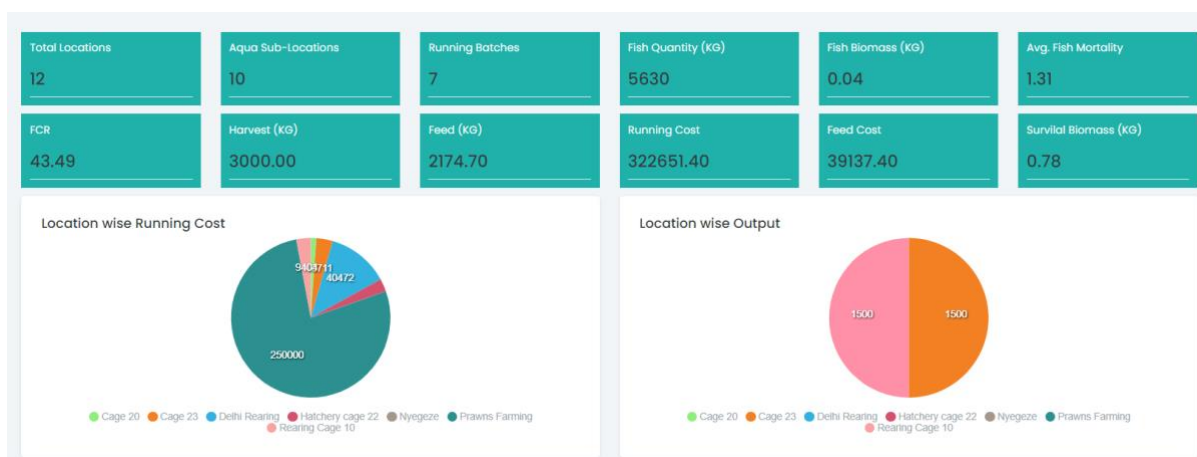 Total Locations
12
Aqua Sub-Locations
10
Running Batches
7
Fish Quantity (KG)
5630
Fish Biomass (KG)
0.04
Avg. Fish Mortality
1.31
FCR
43.49
Harvest (KG)
3000.00
Feed (KG)
2174.70
Running Cost
322651.40
Feed Cost
39137.40
Survilal Biomass (KG)
0.78
Location wise Running Cost
40472
250000
Cage 20 Cage 23 Delhi Rearing Hatchery cage 22 Nyegeze Prawns Farming
Rearing Cage 10
Location wise Output
1500 1500
Cage 20 Cage 23 Delhi Rearing Hatchery cage 22 Nyegeze Prawns Farming
Rearing Cage 10